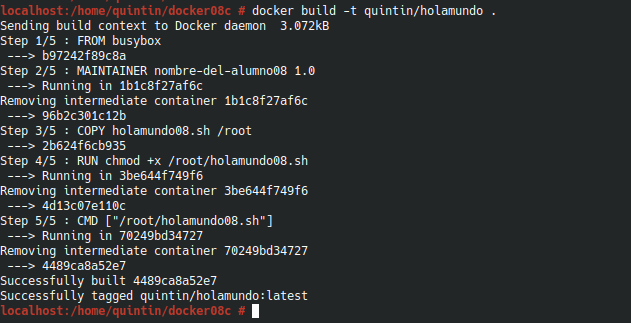 localhost:/home/quintin/docker08c # docker build -t quintin/holamundo .
Sending build context to Docker daemon  3.072kB
Step 1/5 : FROM busybox
 ---> b97242f89c8a
Step 2/5 : MAINTAINER nombre-del-alumno08 1.0
 ---> Running in 1b1c8f27af6c
Removing intermediate container 1b1c8f27af6c
 ---> 96b2c301c12b
Step 3/5 : COPY holamundo08.sh /root
 ---> 2b624f6cb935
Step 4/5 : RUN chmod +x /root/holamundo08.sh
 ---> Running in 3be644f749f6
Removing intermediate container 3be644f749f6
 ---> 4d13c07e110c
Step 5/5 : CMD ["/root/holamundo08.sh"]
 ---> Running in 70249bd34727
Removing intermediate container 70249bd34727
 ---> 4489ca8a52e7
Successfully built 4489ca8a52e7
Successfully tagged quintin/holamundo:latest
localhost:/home/quintin/docker08c #